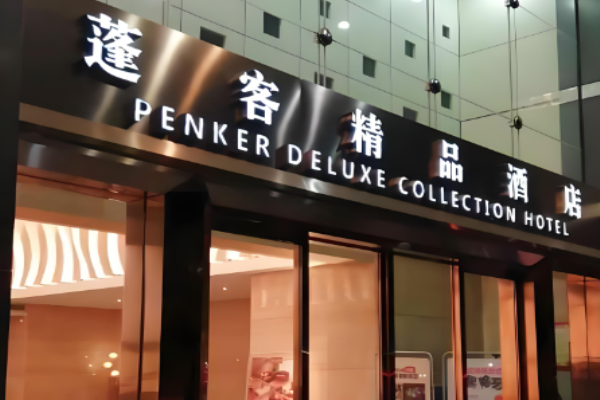 蓬客精品酒店
PENKER DELUXE COLLECTION HOTEL